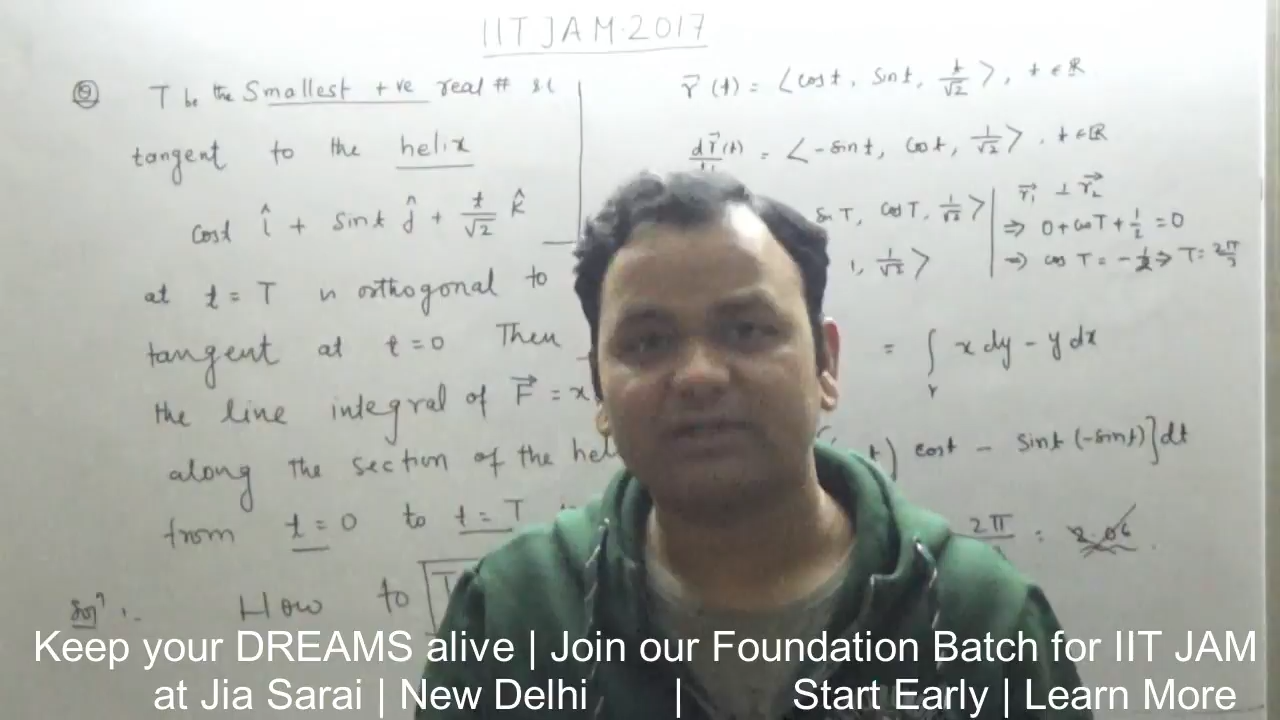 IIT JAM 2017
Q T be the Smallest +ve real #
tangent to the helix
cost î + sint ĵ + t/√2 k̂
at t = T is orthogonal to
tangent at t=0 Then
the line integral of F⃗ = x
along the section of the hel
from t = 0 to t = T
Solⁿ: How to T
r⃗(t) = <cost, sint, t/√2>, t ∈ ℝ
dr⃗(t) = <-sint, cost, 1/√2>, t ∈ ℝ
sin T, cos T, 1/√2>
1, 1/√2>
r⃗₁ ⊥ r⃗₂
⇒ 0+cosT+1/2=0
⇒ cos T = -1/2 ⇒ T = 2π/3
= ∫ᵣ x dy - y dx
t) cost - sint (-sint)]dt
2π =
Keep your DREAMS alive | Join our Foundation Batch for IIT JAM
at Jia Sarai | New Delhi | Start Early | Learn More